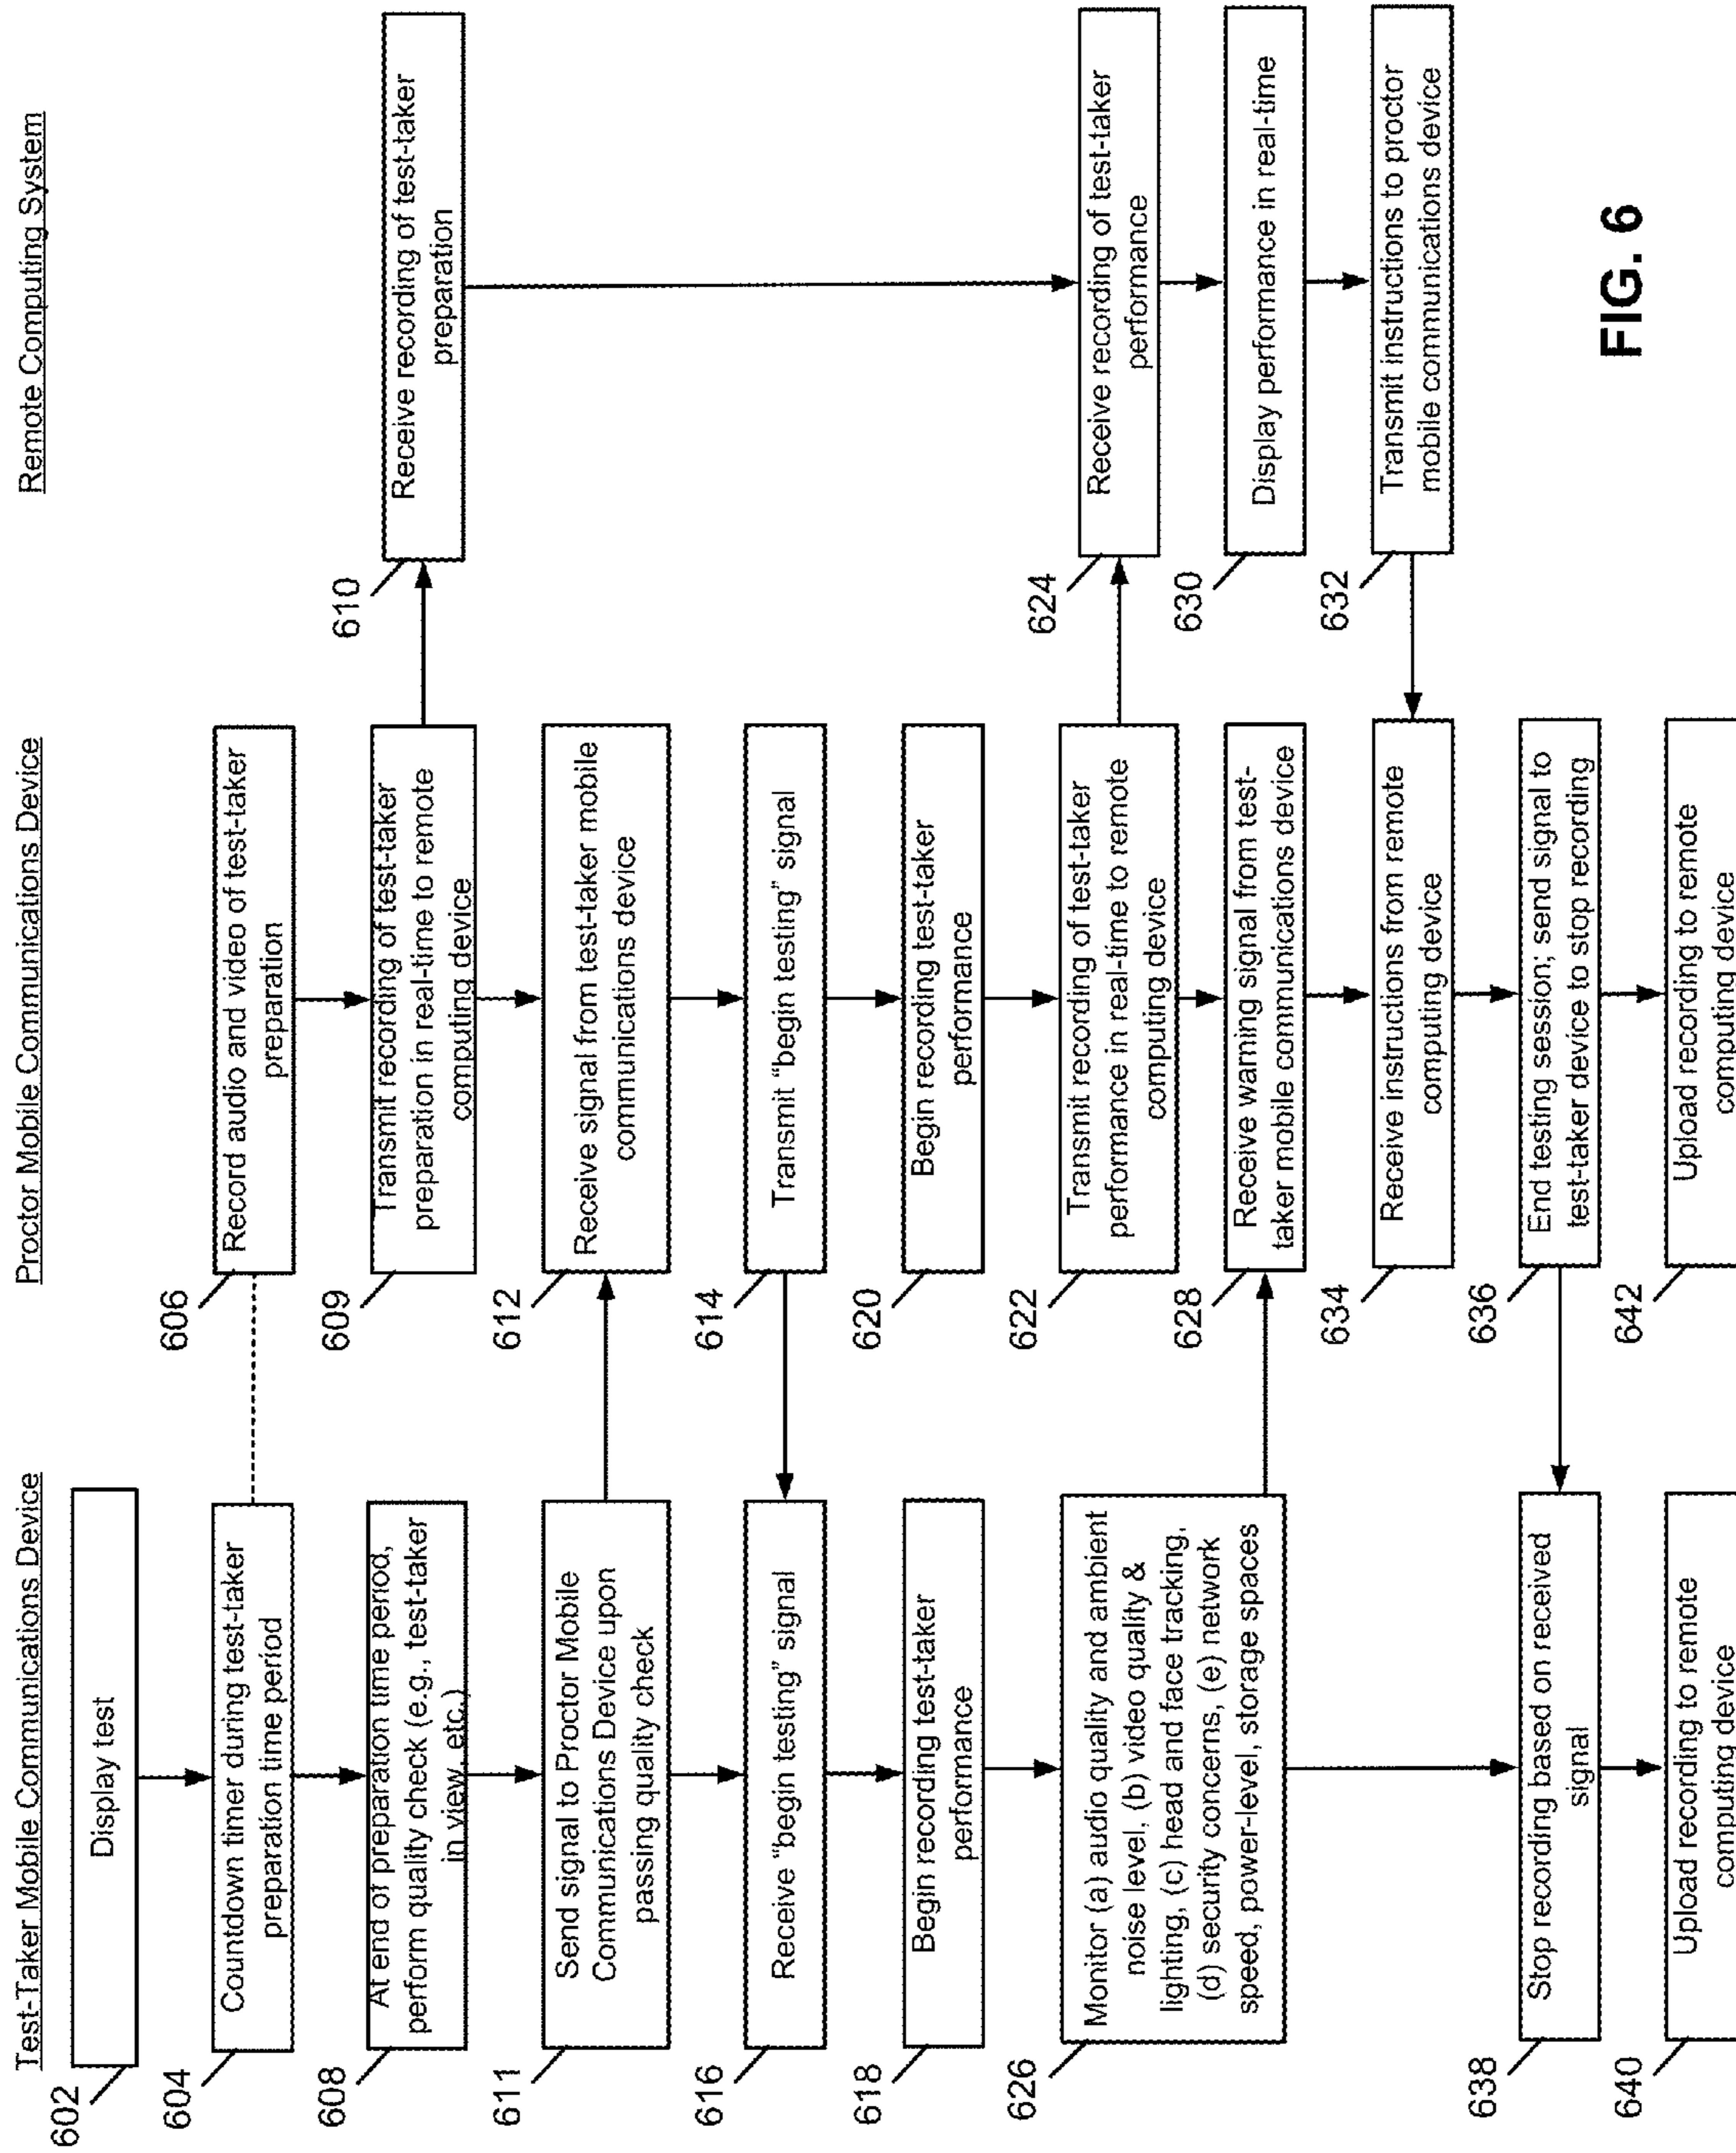 Test-Taker Mobile Communications Device
602
Display test
604
Countdown timer during test-taker
preparation time period
608
At end of preparation time period,
perform quality check (e.g., test-taker
in view, etc.)
611
Send signal to Proctor Mobile
Communications Device upon
passing quality check
616
Receive “begin testing” signal
618
Begin recording test-taker
performance
626
Monitor (a) audio quality and ambient
noise level, (b) video quality &
lighting, (c) head and face tracking,
(d) security concerns, (e) network
speed, power-level, storage spaces
638
Stop recording based on received
signal
640
Upload recording to remote
computing device
Proctor Mobile Communications Device
606
Record audio and video of test-taker
preparation
609
Transmit recording of test-taker
preparation in real-time to remote
computing device
612
Receive signal from test-taker mobile
communications device
614
Transmit “begin testing” signal
620
Begin recording test-taker
performance
622
Transmit recording of test-taker
performance in real-time to remote
computing device
628
Receive warning signal from test-
taker mobile communications device
634
Receive instructions from remote
computing device
636
End testing session; send signal to
test-taker device to stop recording
642
Upload recording to remote
computing device
Remote Computing System
610
Receive recording of test-taker
preparation
624
Receive recording of test-taker
performance
630
Display performance in real-time
632
Transmit instructions to proctor
mobile communications device
FIG. 6